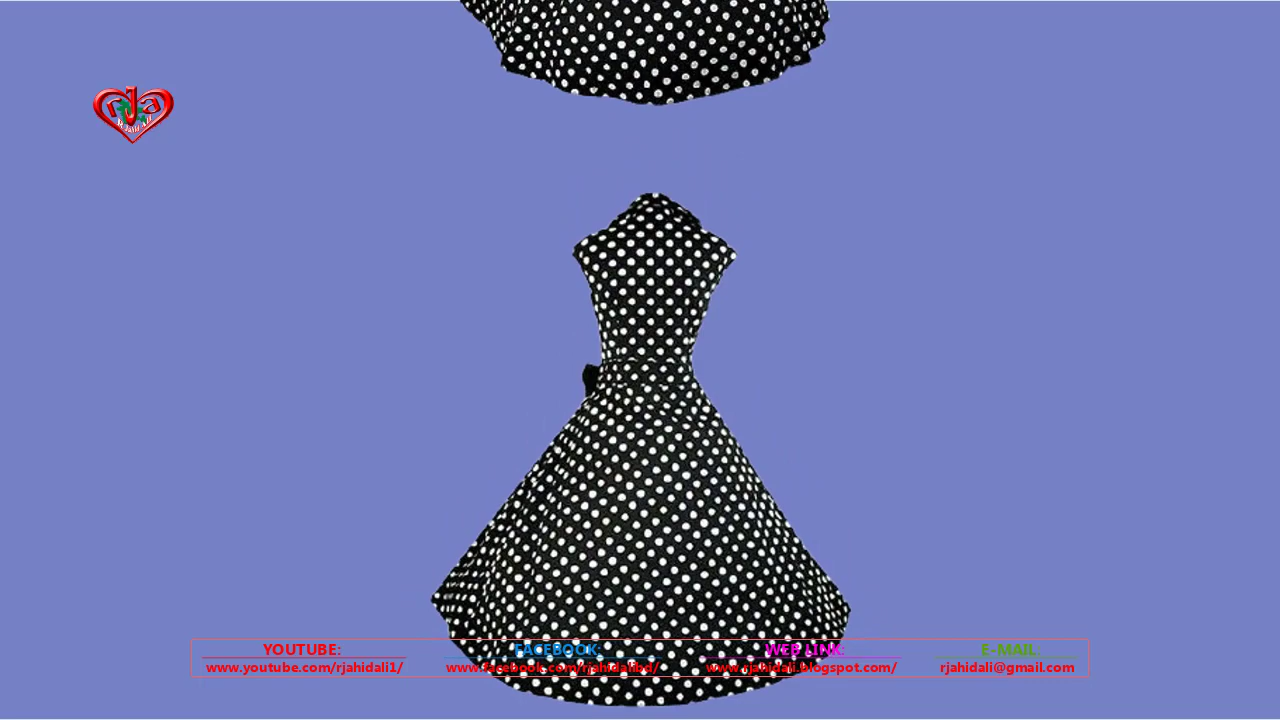 rja
YOUTUBE: FACEBOOK: WEB LINK: E-MAIL:
www.youtube.com/rjahidali1/ www.facebook.com/rjahidalibd/ www.rjahidali.blogspot.com/ rjahidali@gmail.com